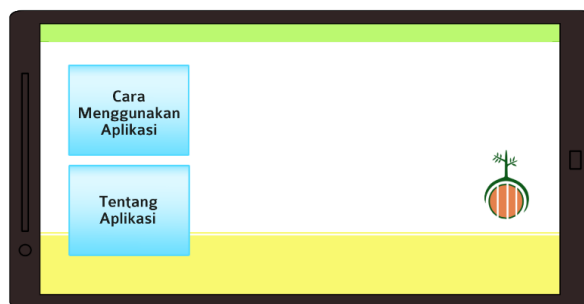 Cara
Menggunakan
Aplikasi
Tentang
Aplikasi